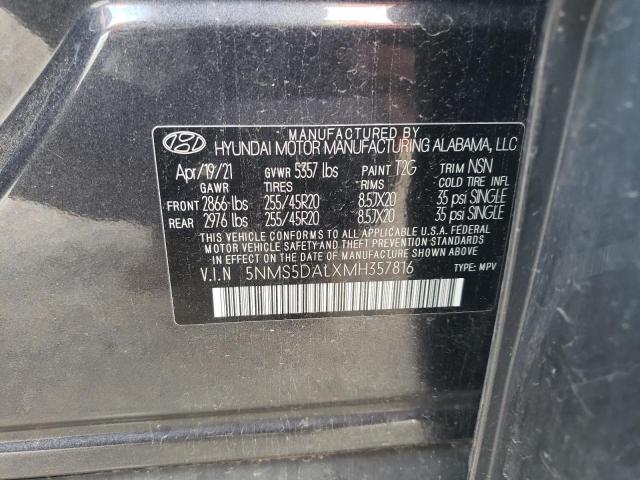 MANUFACTURED BY
HYUNDAI MOTOR MANUFACTURING ALABAMA, LLC
Apr/19/21 GVWR 5357 lbs PAINT T2G TRIM NSN
GAWR TIRES RIMS COLD TIRE INFL
FRONT 2866 lbs 255/45R20 8.5JX20 35 psi SINGLE
REAR 2976 lbs 255/45R20 8.5JX20 35 psi SINGLE
THIS VEHICLE CONFORMS TO ALL APPLICABLE U.S.A. FEDERAL
MOTOR VEHICLE SAFETY AND THEFT PREVENTION STANDARDS IN
EFFECT ON THE DATE OF MANUFACTURE SHOWN ABOVE.
V.I.N 5NMS5DALXMH357816 TYPE: MPV